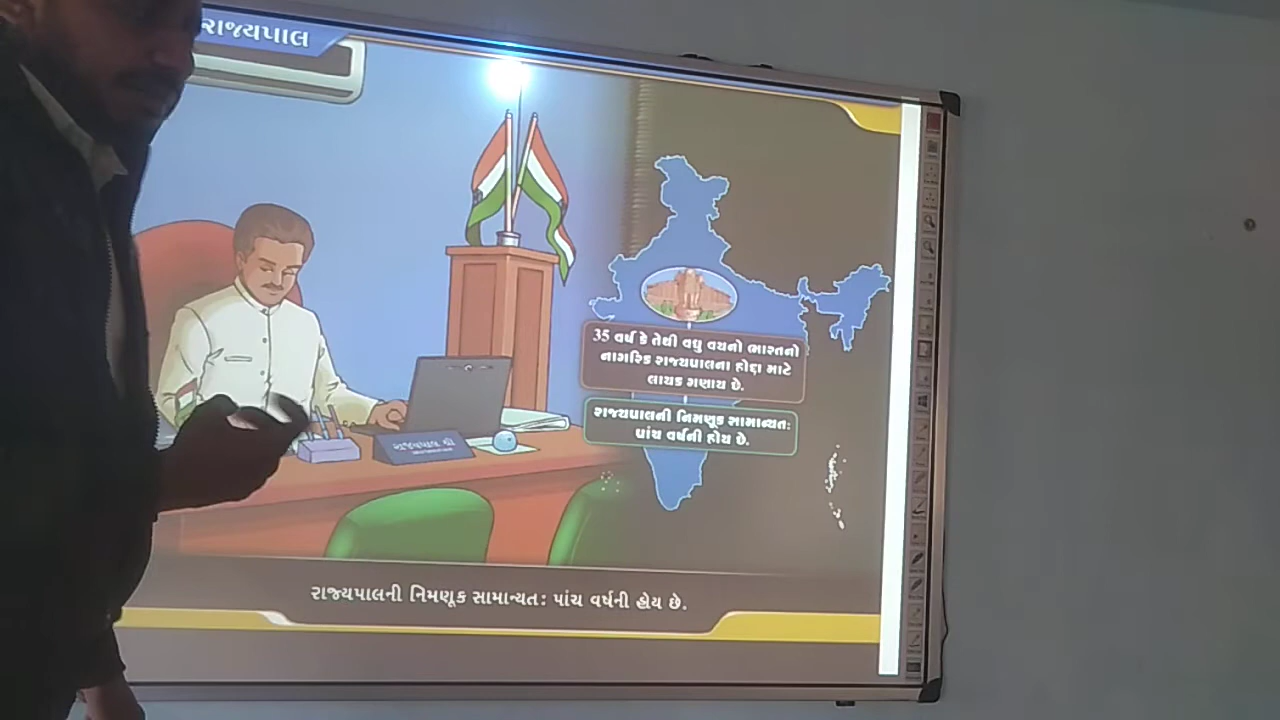 રાજ્યપાલ
35 વર્ષ કે તેથી વધુ વયનો ભારતનો
નાગરિક રાજ્યપાલના હોદ્દા માટે
લાયક ગણાય છે.
રાજ્યપાલની નિમણૂક સામાન્યતઃ
પાંચ વર્ષની હોય છે.
રાજ્યપાલ શ્રી
રાજ્યપાલની નિમણૂક સામાન્યતઃ પાંચ વર્ષની હોય છે.